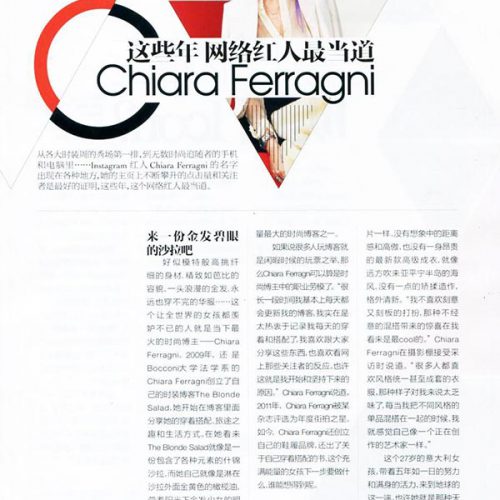 这些年 网络红人最当道
Chiara Ferragni
从各大时装周的秀场第一排,到无数时尚追随者的手机
和电脑里……Instagram 红人Chiara Ferragni 的名字
出现在各种地方,她的主页上不断攀升的点击量和关注
者是最好的证明,这些年,这个网络红人最当道。
来一份金发碧眼
的沙拉吧
好似模特般高挑纤
细的身材,精致如芭比的
容貌,一头浪漫的金发,永
远也穿不完的华服……这
个让全世界的女孩都羡
妒不已的人就是当下最
火的时尚博主——Chiara
Ferragni。2009年,还是
Bocconi大学法学系的
Chiara Ferragni创立了自
己的时装博客The Blonde
Salad,她开始在博客里面
分享她的穿着搭配,旅途之
趣和生活方式,在她看来
The Blonde Salad就像是一
份包含了各种元素的什锦
沙拉,而她自己就像是淋在
沙拉外面金黄色的橄榄油,
量最大的时尚博客之一。
如果说很多人玩博客就
是闲暇时候的玩票之举,那
么Chiara Ferragni可以算是时
尚博主中的职业劳模了。“很
长一段时间我基本上每天都
会更新我的博客,我实在是
太热衷于记录我每天的穿
着和搭配了,我喜欢跟大家
分享这些东西,也喜欢看网
上那些关注者的反应,也许
这就是我开始和坚持下来的
原因。”Chiara Ferragni说道。
2011年,Chiara Ferragni被某
杂志评选为年度街拍之星,
如今,Chiara Ferragni还创立
自己的鞋履品牌,还出了关
于自己穿着搭配的书,这个充
满能量的女孩下一步要做什
么,谁能想得到呢。
片一样,没有想象中的距离
感和高傲,也没有一身昂贵
的最新款高级成衣,就像
远方吹来亚平宁半岛的海
风,没有一点的矫揉造作,
格外清新。“我不喜欢刻意
又刻板的打扮,那种不经
意的混搭带来的惊喜在我
看来是最cool的。”Chiara
Ferragni在摄影棚接受采
访时说道。“很多人都喜
欢风格统一甚至成套的衣
服,那种样子对我来说太乏
味了,每当我把不同风格的
单品混搭在一起的时候,我
就感觉自己像一个正在创
作的艺术家一样。”
这个27岁的意大利女
孩,带着五年如一日的努力
和满身的活力,来到地球的